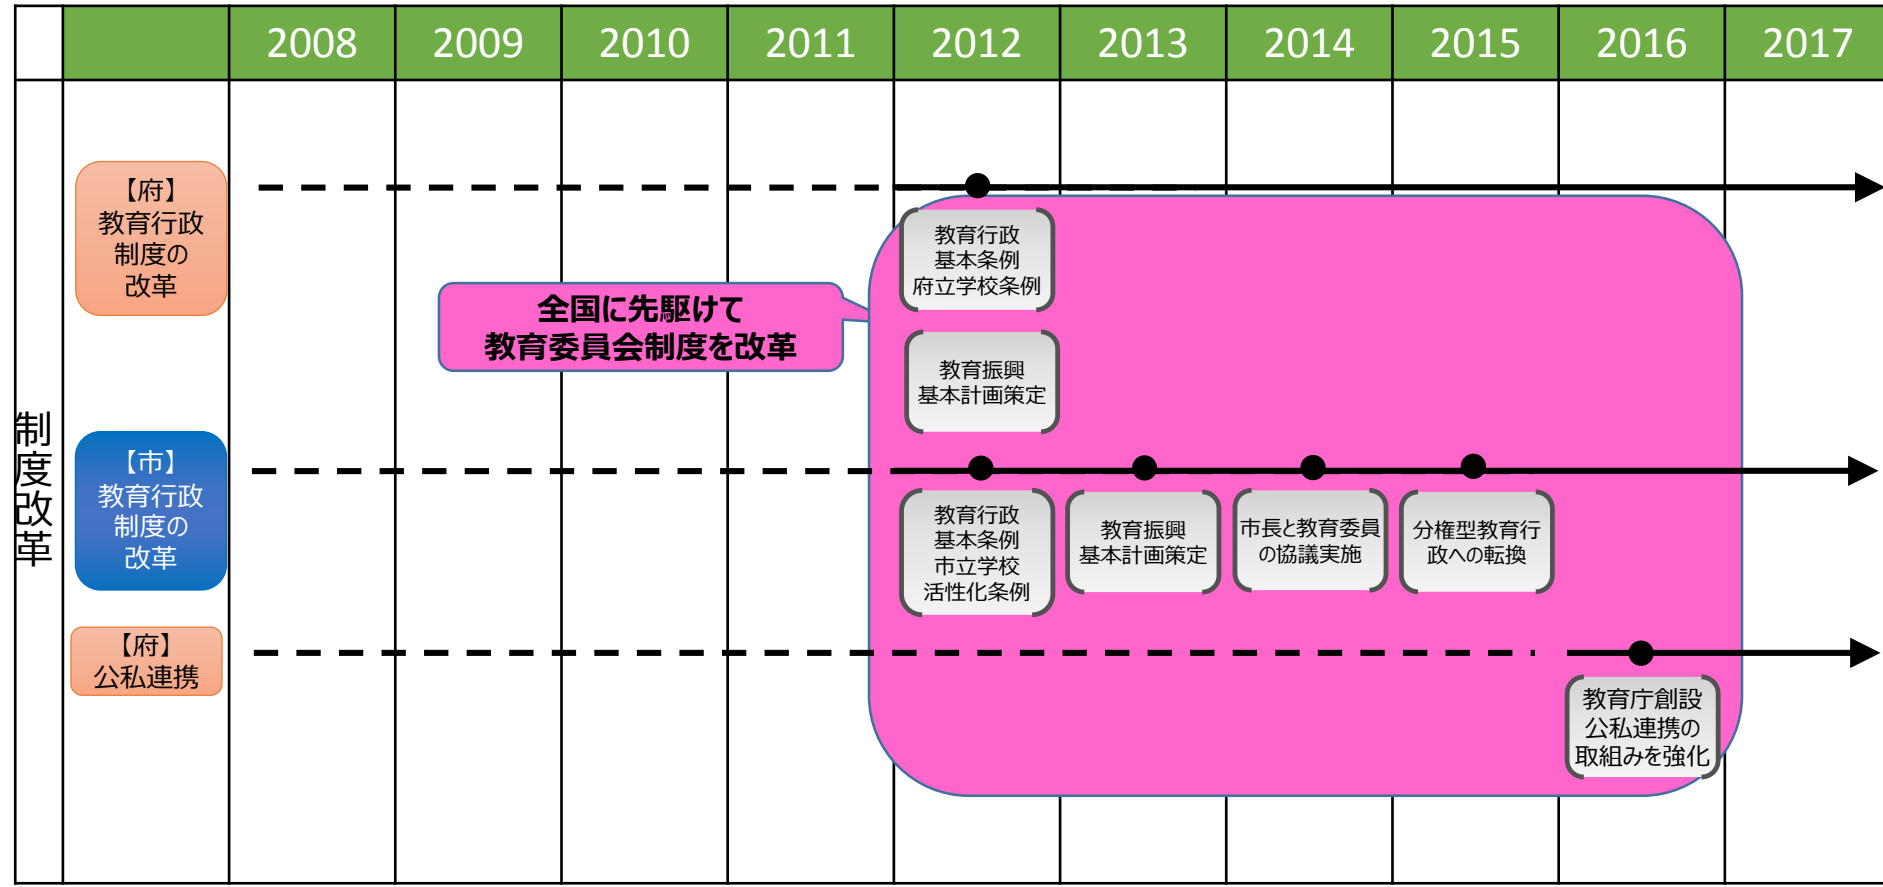 2008 2009 2010 2011 2012 2013 2014 2015 2016 2017
制度改革
【府】
教育行政
制度の
改革
教育行政
基本条例
府立学校条例
全国に先駆けて
教育委員会制度を改革
教育振興
基本計画策定
【市】
教育行政
制度の
改革
教育行政
基本条例
市立学校
活性化条例
教育振興
基本計画策定
市長と教育委員
の協議実施
分権型教育行
政への転換
【府】
公私連携
教育庁創設
公私連携の
取組みを強化